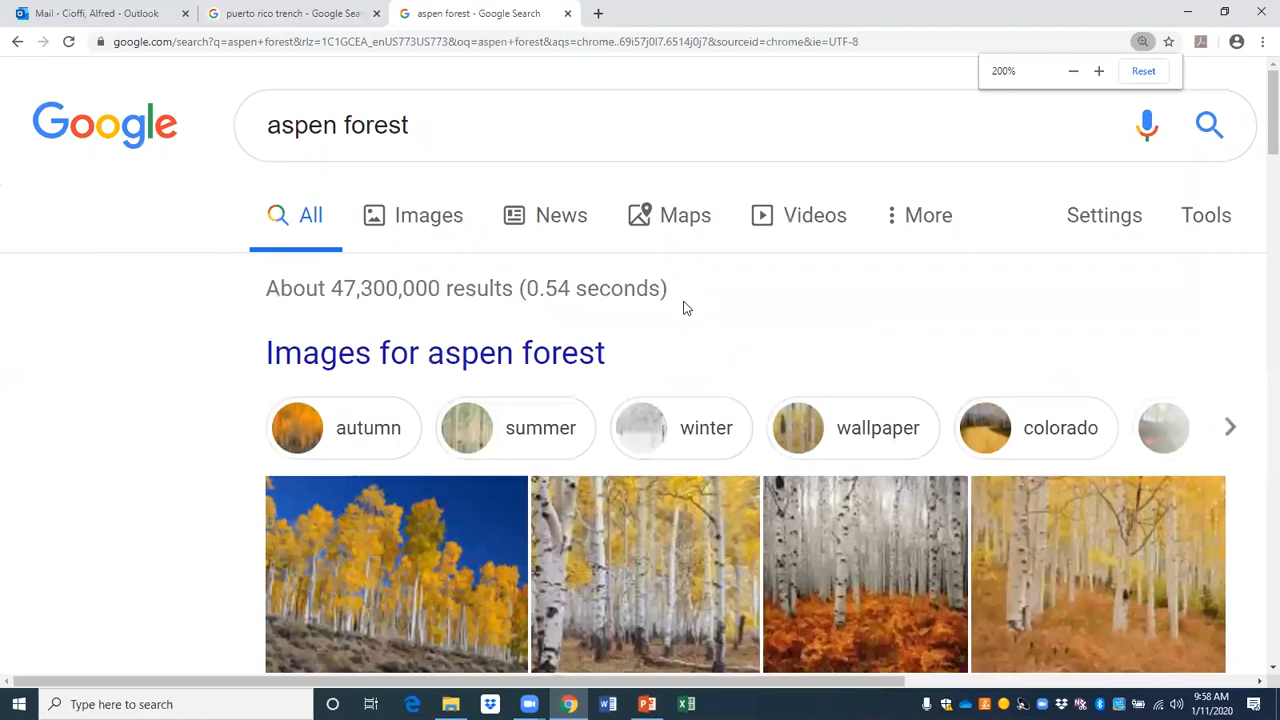 Mail - Cioffi, Alfred - Outlook
puerto rico trench - Google Sear
aspen forest - Google Search
google.com/search?q=aspen+forest&rlz=1C1GCEA_enUS773US773&oq=aspen+forest&aqs=chrome..69i57j0l7.6514j0j7&sourceid=chrome&ie=UTF-8
200%
Reset
Google
aspen forest
All
Images
News
Maps
Videos
More
Settings
Tools
About 47,300,000 results (0.54 seconds)
Images for aspen forest
autumn
summer
winter
wallpaper
colorado
Type here to search
9:58 AM
1/11/2020